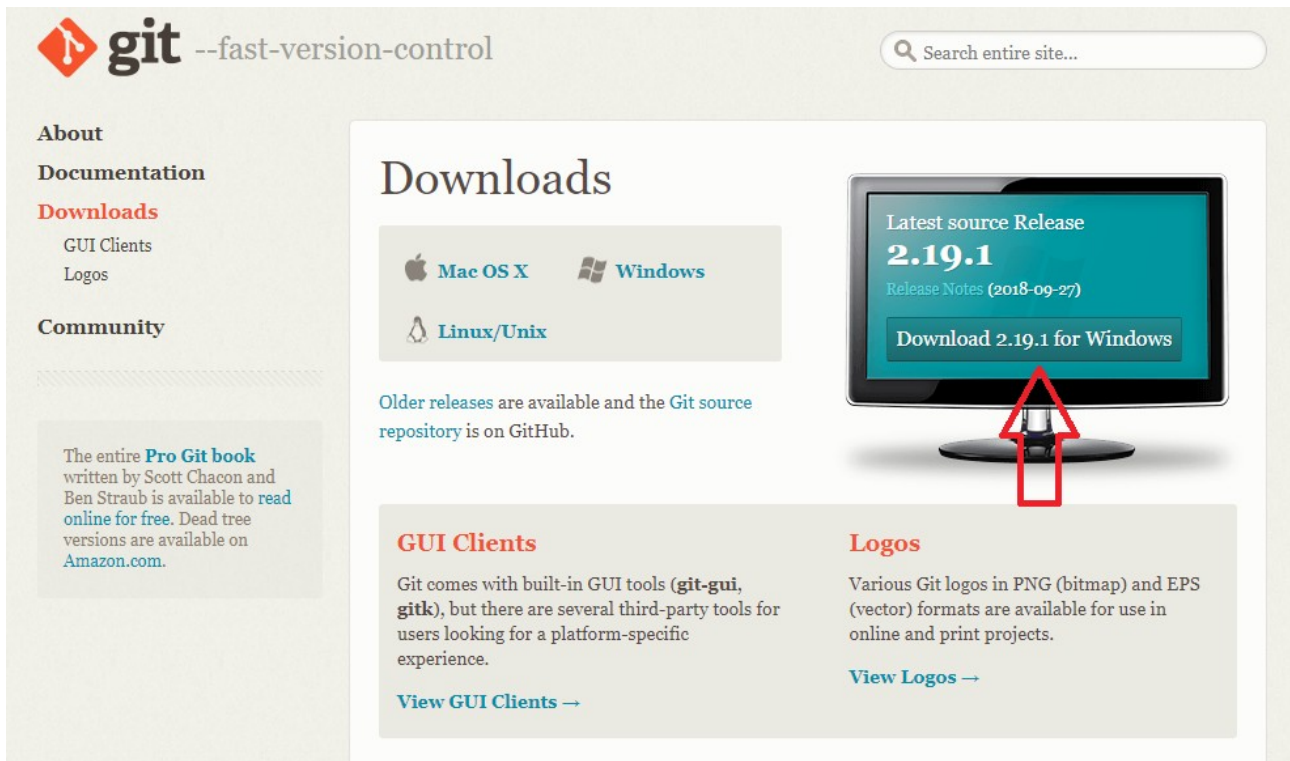 git --fast-version-control
Search entire site...
About
Documentation
Downloads
GUI Clients
Logos
Community
The entire Pro Git book
written by Scott Chacon and
Ben Straub is available to read
online for free. Dead tree
versions are available on
Amazon.com.
Downloads
Mac OS X
Windows
Linux/Unix
Older releases are available and the Git source
repository is on GitHub.
Latest source Release
2.19.1
Release Notes (2018-09-27)
Download 2.19.1 for Windows
GUI Clients
Git comes with built-in GUI tools (git-gui,
gitk), but there are several third-party tools for
users looking for a platform-specific
experience.
View GUI Clients →
Logos
Various Git logos in PNG (bitmap) and EPS
(vector) formats are available for use in
online and print projects.
View Logos →